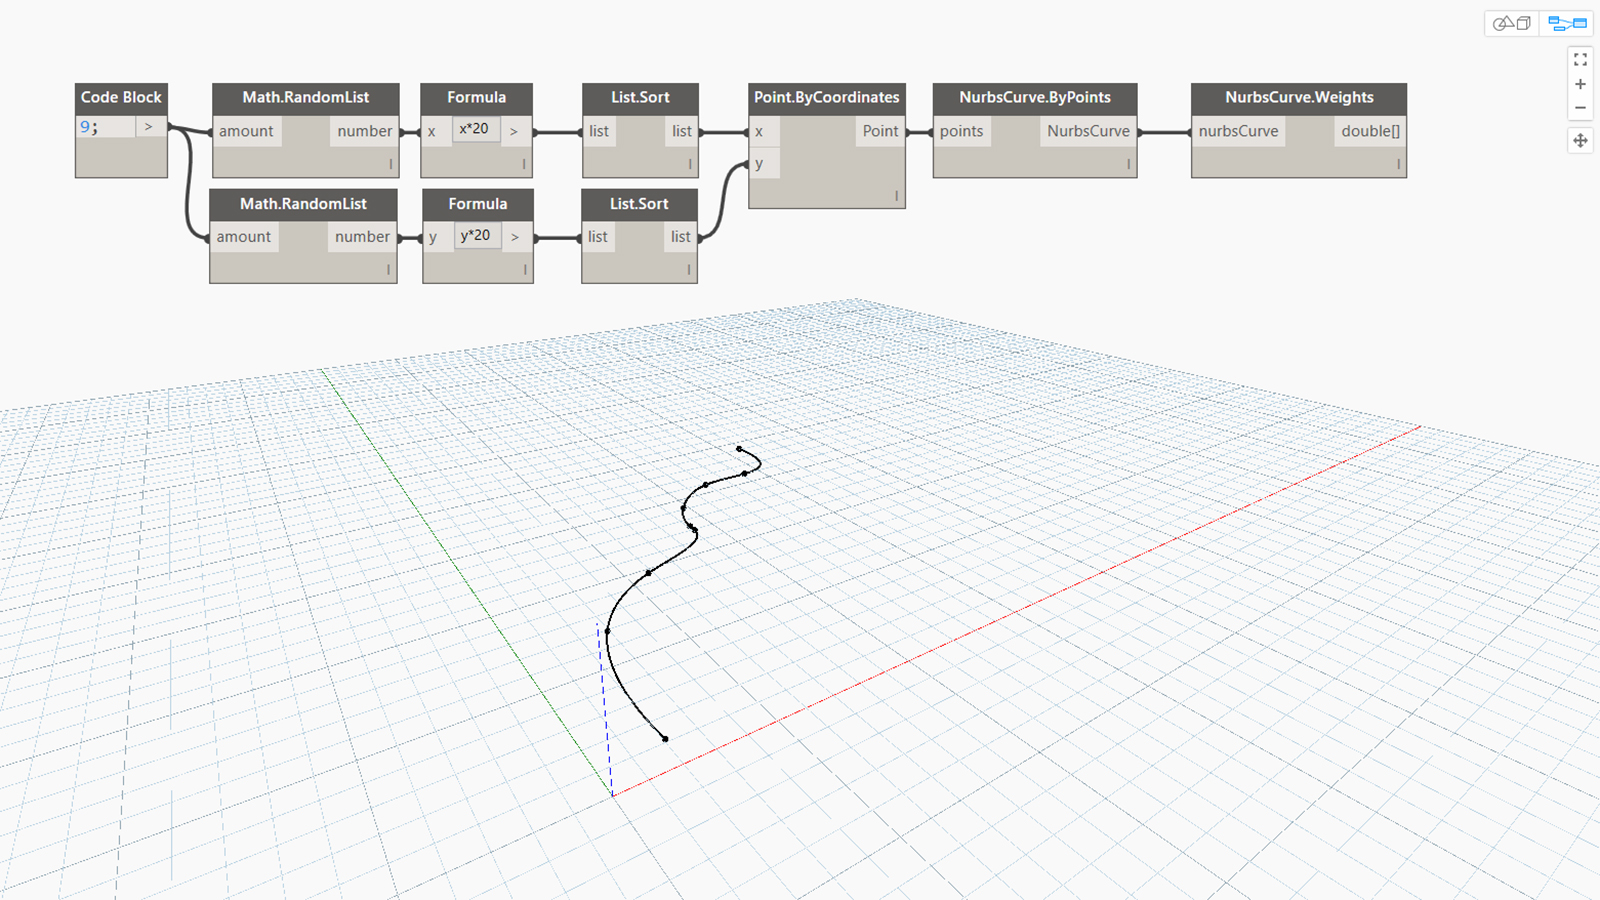 Code Block
9;
>
Math.RandomList
amount number
l
Formula
x x*20 >
l
List.Sort
list list
l
Point.ByCoordinates
x Point
y
l
NurbsCurve.ByPoints
points NurbsCurve
l
NurbsCurve.Weights
nurbsCurve double[]
l
Math.RandomList
amount number
l
Formula
y y*20 >
l
List.Sort
list list
l